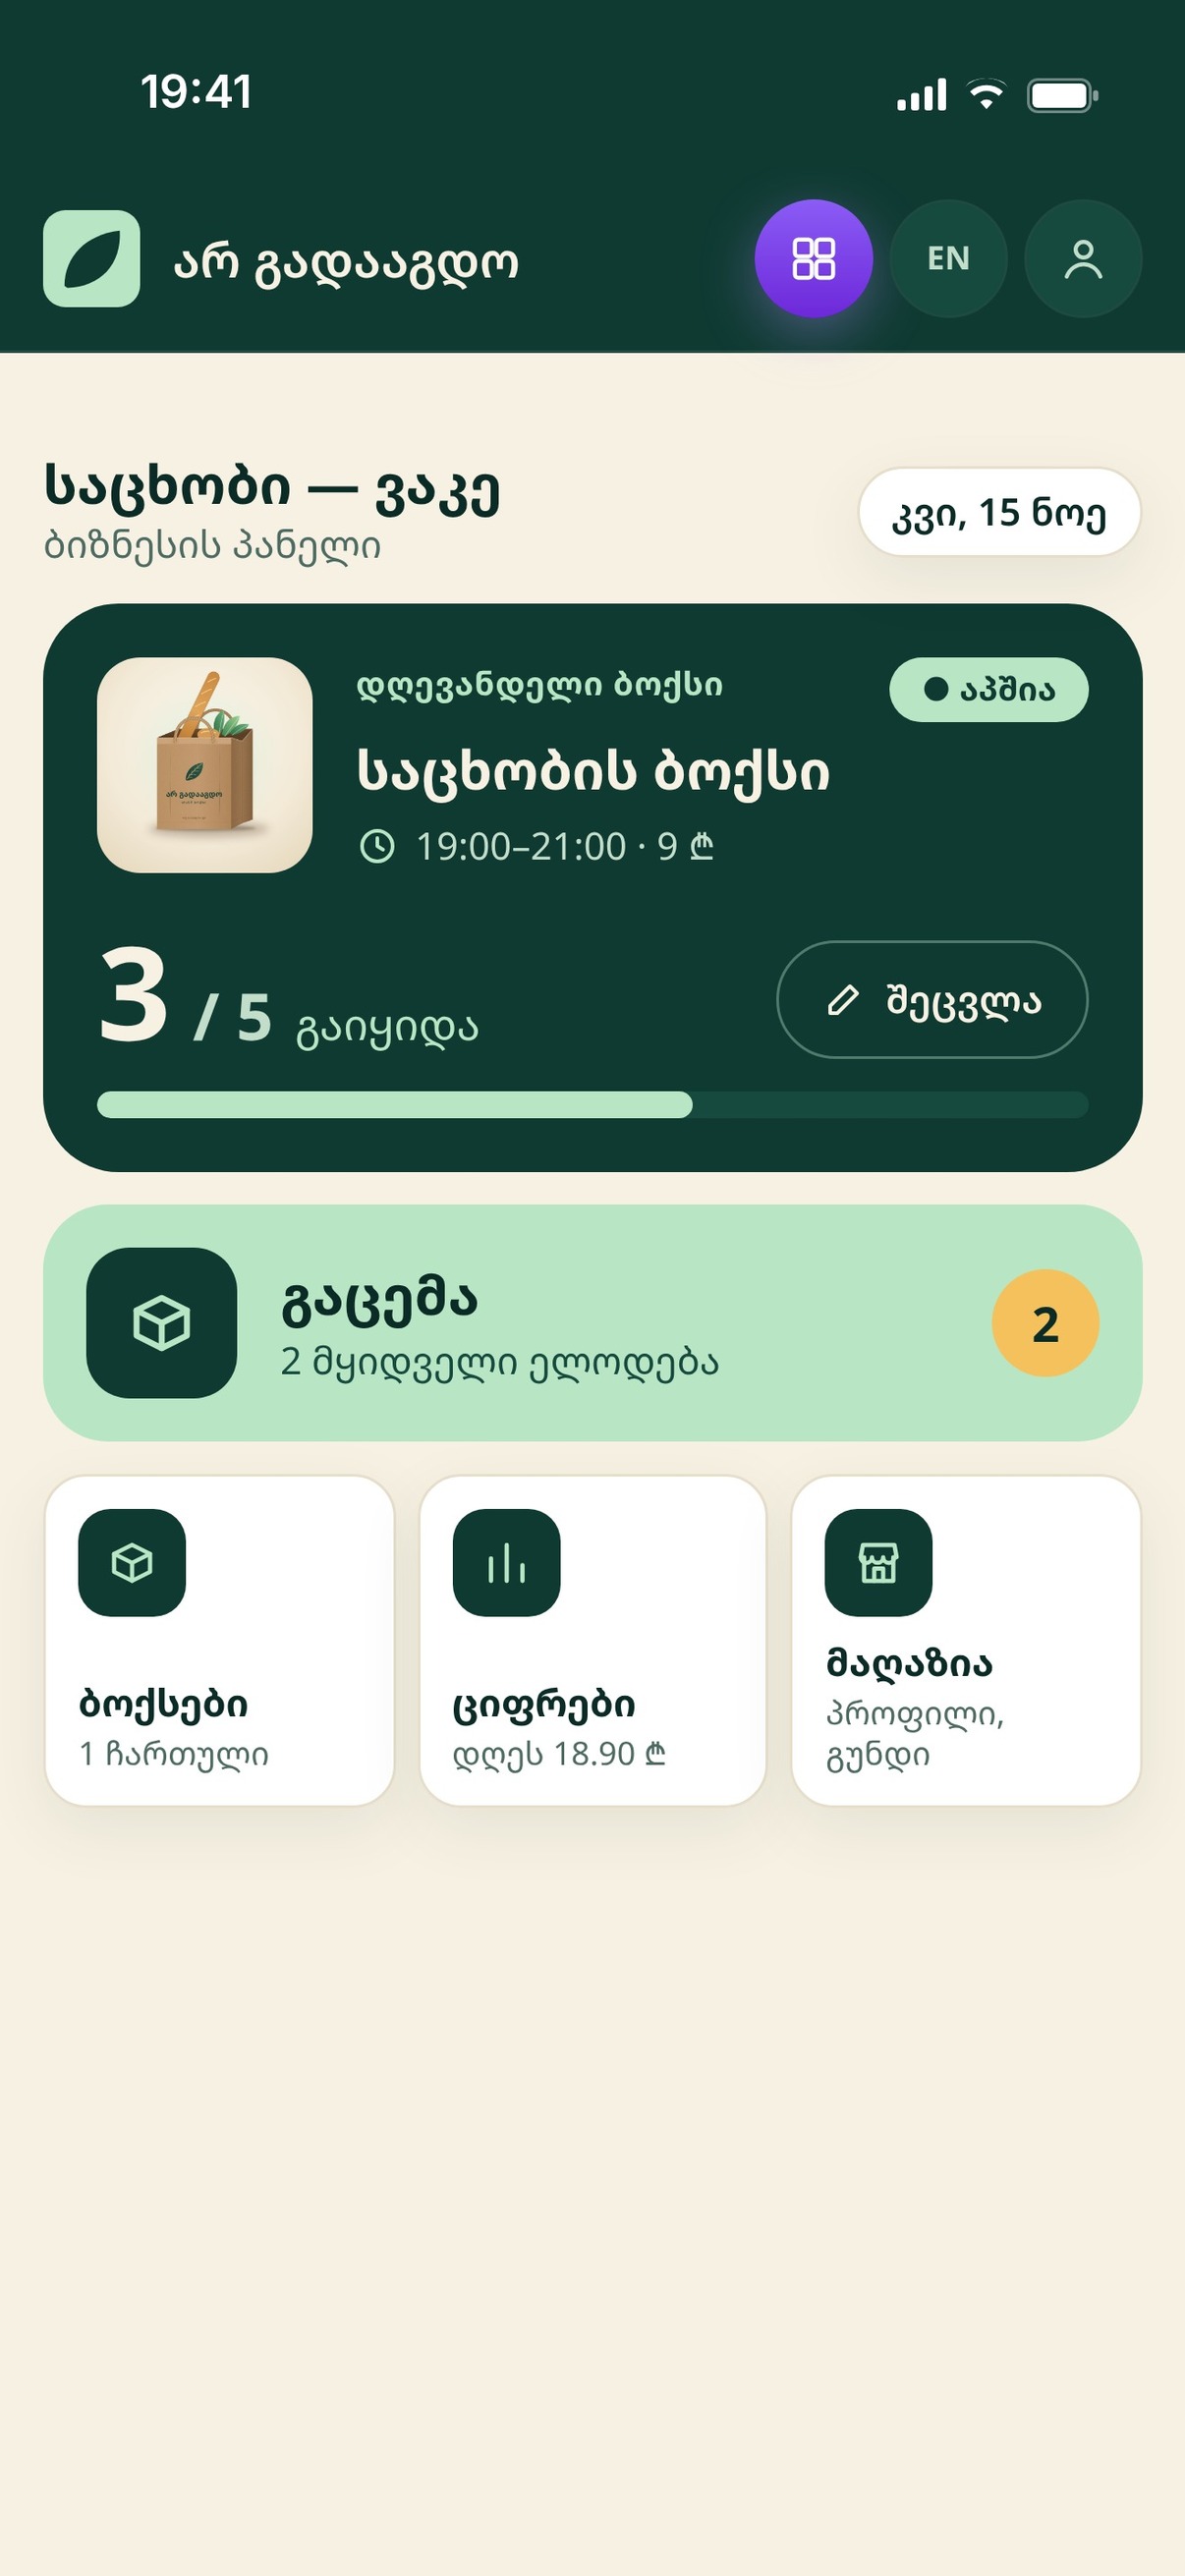 19:41
არ გადააგდო
EN
საცხობი — ვაკე
ბიზნესის პანელი
კვი, 15 ნოე
დღევანდელი ბოქსი
აპშია
საცხობის ბოქსი
19:00–21:00 · 9 ₾
არ გადააგდო
3 / 5 გაიყიდა
შეცვლა
გაცემა
2 მყიდველი ელოდება
2
ბოქსები
1 ჩართული
ციფრები
დღეს 18.90 ₾
მაღაზია
პროფილი,
გუნდი